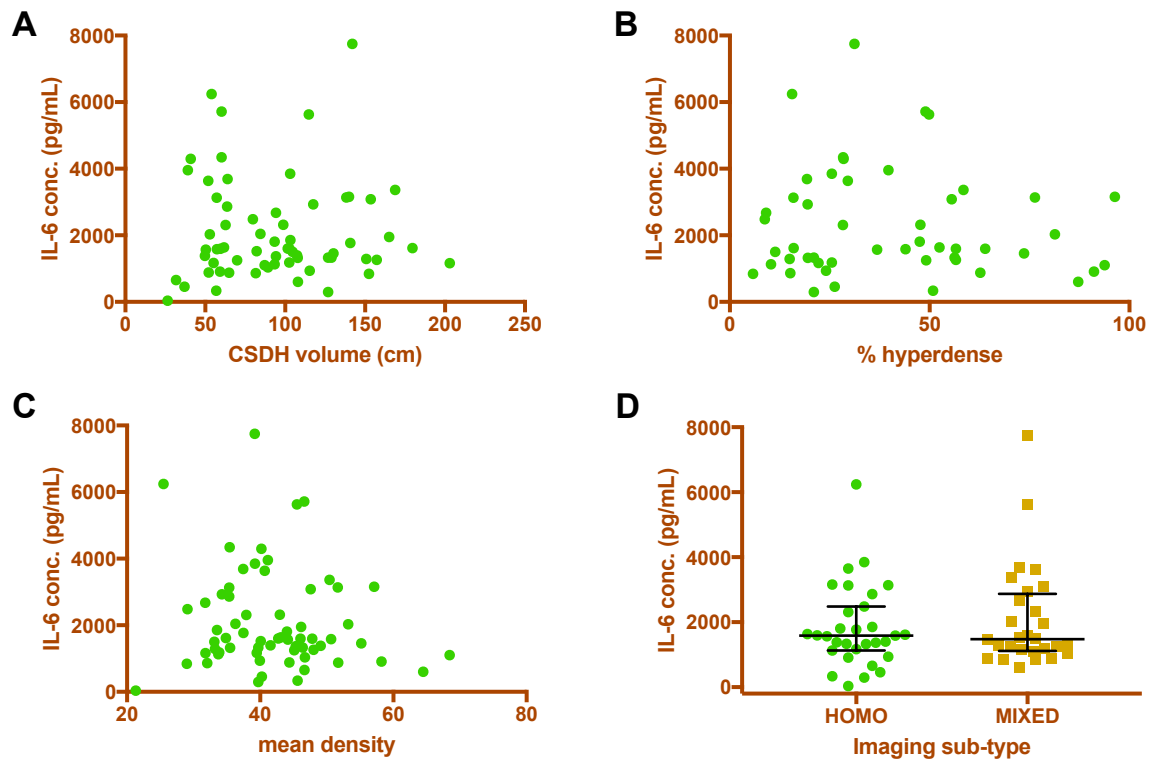 A
8000
6000
4000
2000
0
IL-6 conc. (pg/mL)
0 50 100 150 200 250
CSDH volume (cm)
B
8000
6000
4000
2000
0
IL-6 conc. (pg/mL)
0 50 100
% hyperdense
C
8000
6000
4000
2000
0
IL-6 conc. (pg/mL)
20 40 60 80
mean density
D
8000
6000
4000
2000
0
IL-6 conc. (pg/mL)
HOMO MIXED
Imaging sub-type